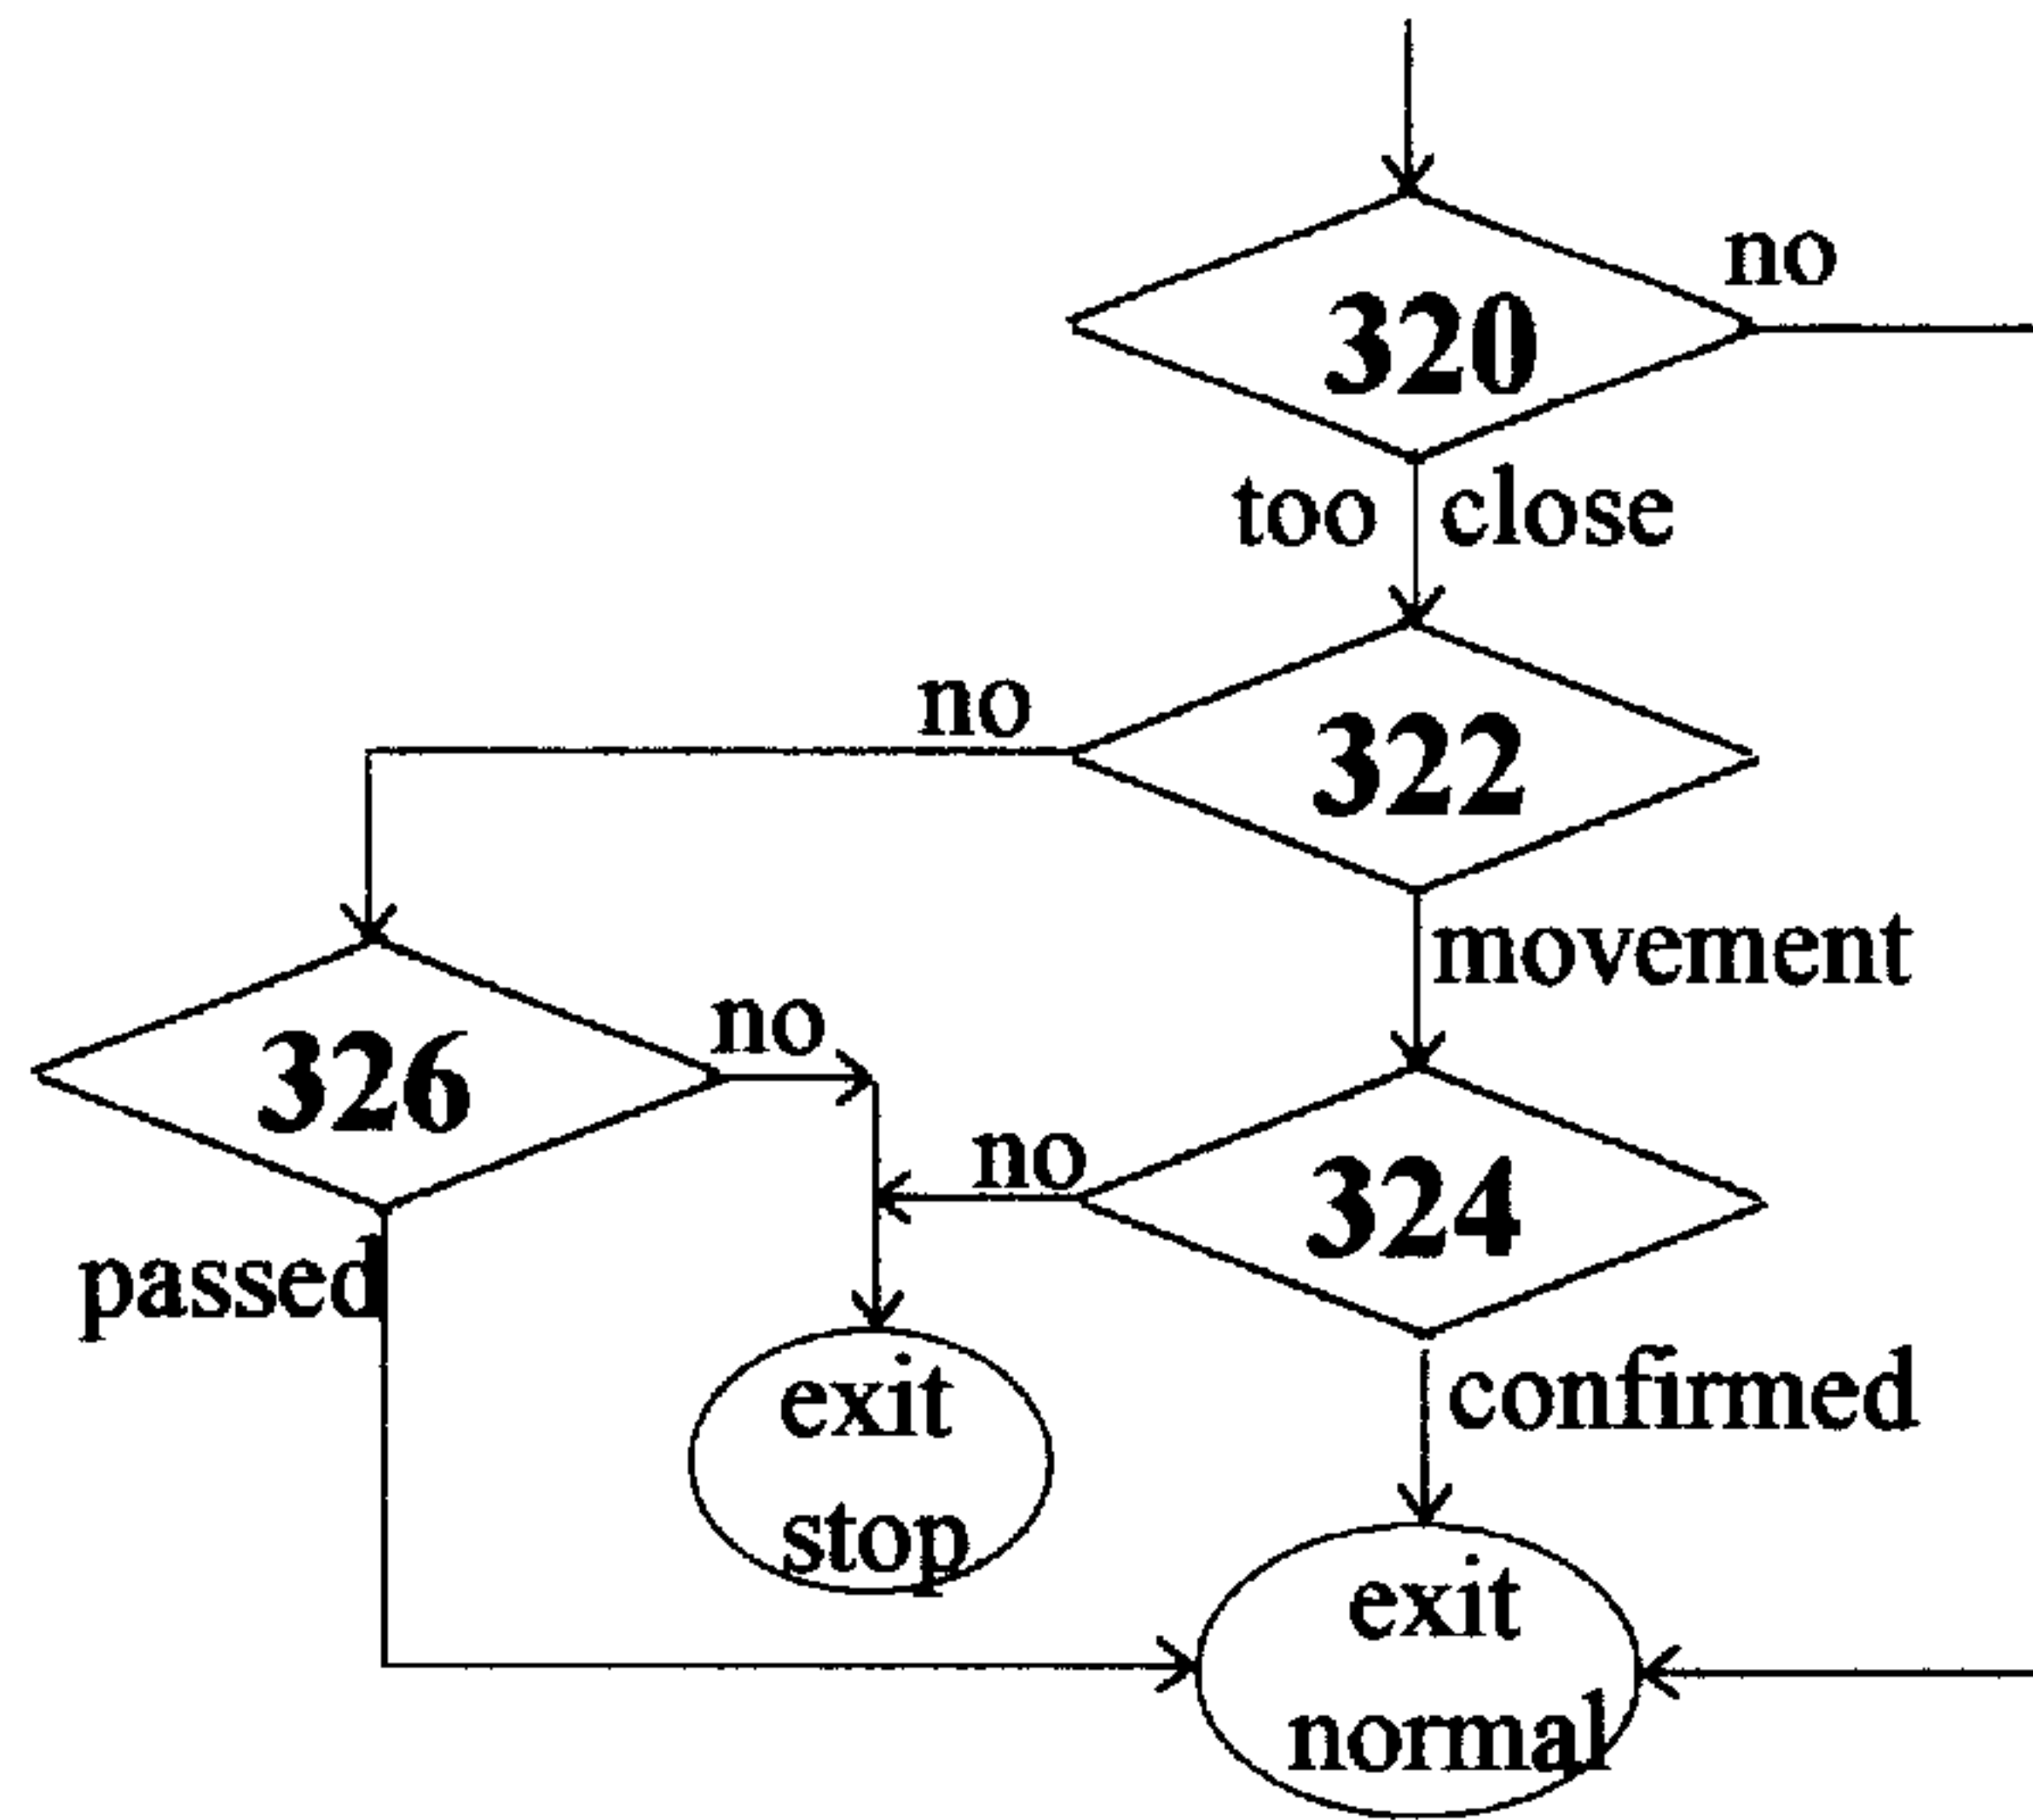 no
320
too close
no
322
movement
326
no
no
324
passed
confirmed
exit
stop
exit
normal